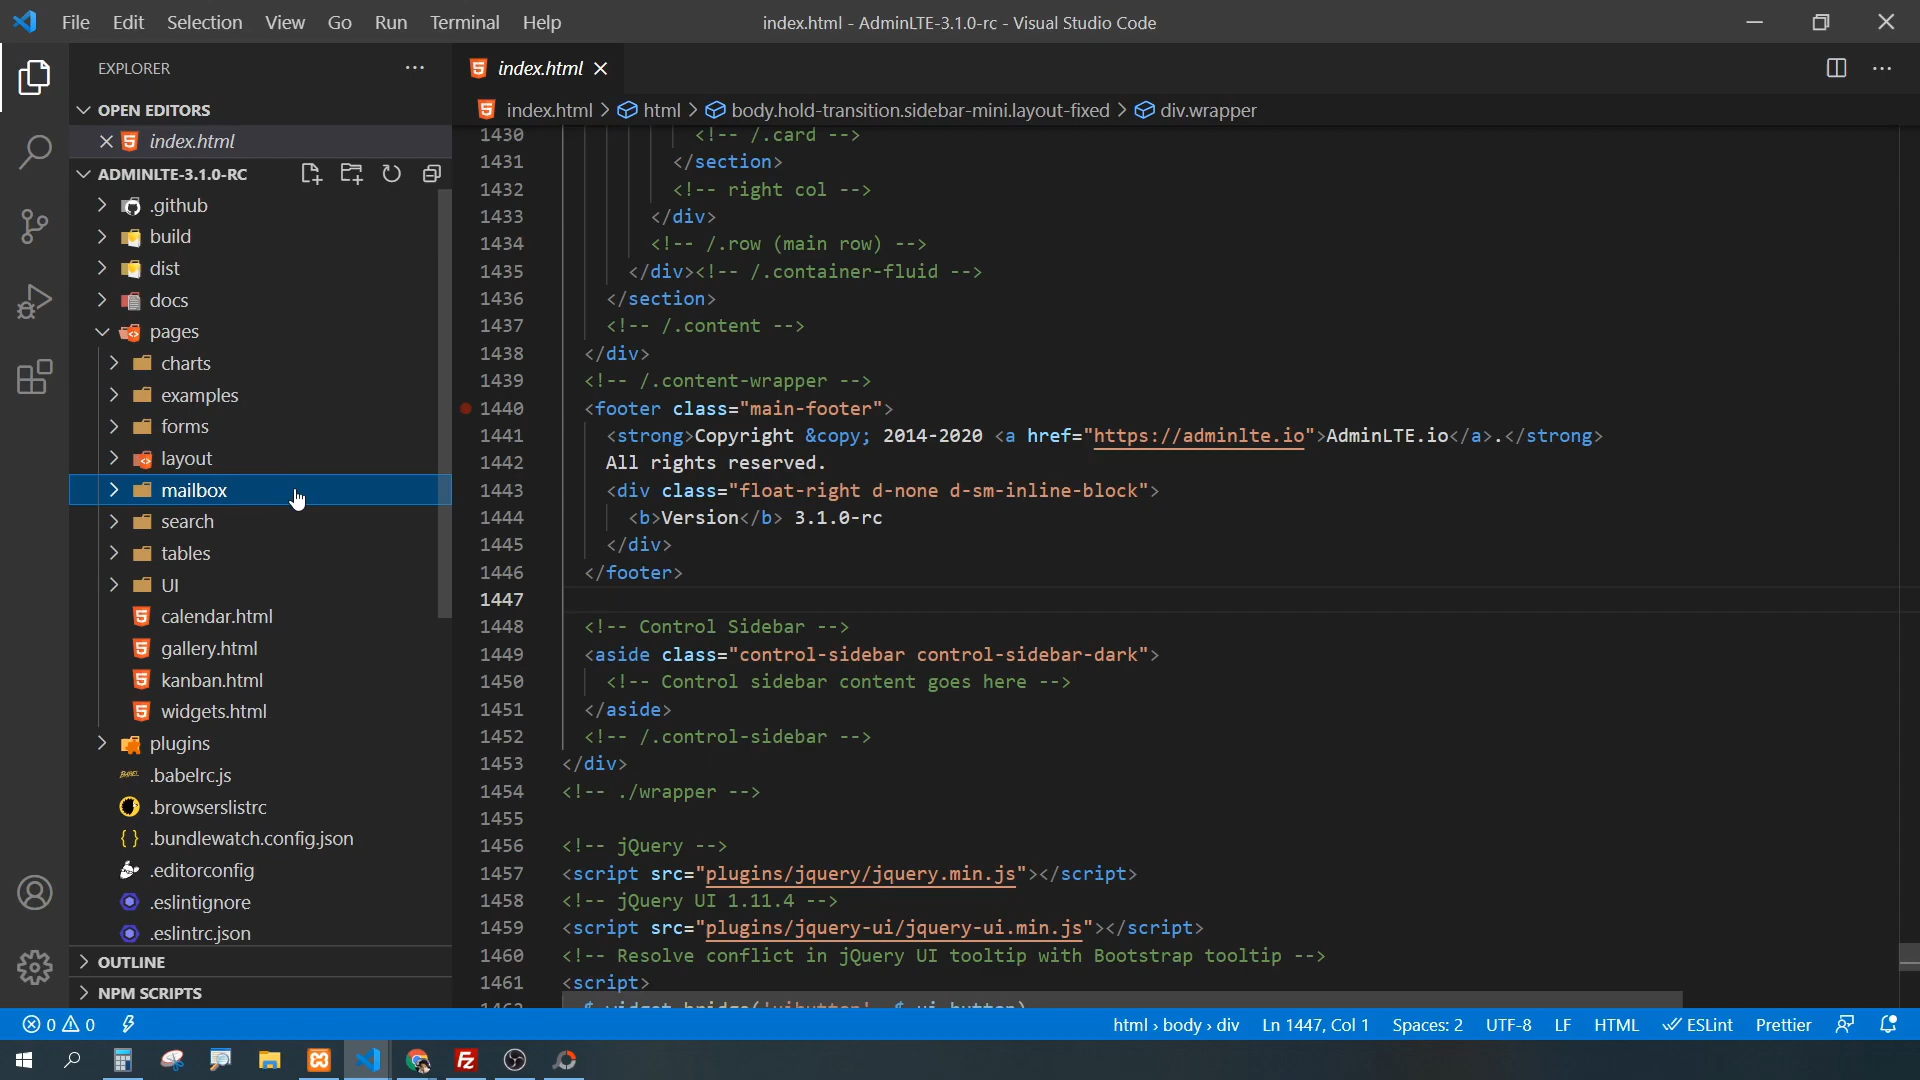 File Edit Selection View Go Run Terminal Help
index.html - AdminLTE-3.1.0-rc - Visual Studio Code
EXPLORER
index.html
OPEN EDITORS
index.html > html > body.hold-transition.sidebar-mini.layout-fixed > div.wrapper
index.html
ADMINLTE-3.1.0-RC
.github
build
dist
docs
pages
charts
examples
forms
layout
mailbox
search
tables
UI
calendar.html
gallery.html
kanban.html
widgets.html
plugins
.babelrc.js
.browserslistrc
.bundlewatch.config.json
.editorconfig
.eslintignore
.eslintrc.json
OUTLINE
NPM SCRIPTS
1430 <!-- /.card -->
1431 </section>
1432 <!-- right col -->
1433 </div>
1434 <!-- /.row (main row) -->
1435 </div><!-- /.container-fluid -->
1436 </section>
1437 <!-- /.content -->
1438 </div>
1439 <!-- /.content-wrapper -->
1440 <footer class="main-footer">
1441 <strong>Copyright &copy; 2014-2020 <a href="https://adminlte.io">AdminLTE.io</a>.</strong>
1442 All rights reserved.
1443 <div class="float-right d-none d-sm-inline-block">
1444 <b>Version</b> 3.1.0-rc
1445 </div>
1446 </footer>
1447
1448 <!-- Control Sidebar -->
1449 <aside class="control-sidebar control-sidebar-dark">
1450 <!-- Control sidebar content goes here -->
1451 </aside>
1452 <!-- /.control-sidebar -->
1453 </div>
1454 <!-- ./wrapper -->
1455
1456 <!-- jQuery -->
1457 <script src="plugins/jquery/jquery.min.js"></script>
1458 <!-- jQuery UI 1.11.4 -->
1459 <script src="plugins/jquery-ui/jquery-ui.min.js"></script>
1460 <!-- Resolve conflict in jQuery UI tooltip with Bootstrap tooltip -->
1461 <script>
0 0
html › body › div Ln 1447, Col 1 Spaces: 2 UTF-8 LF HTML ESLint Prettier